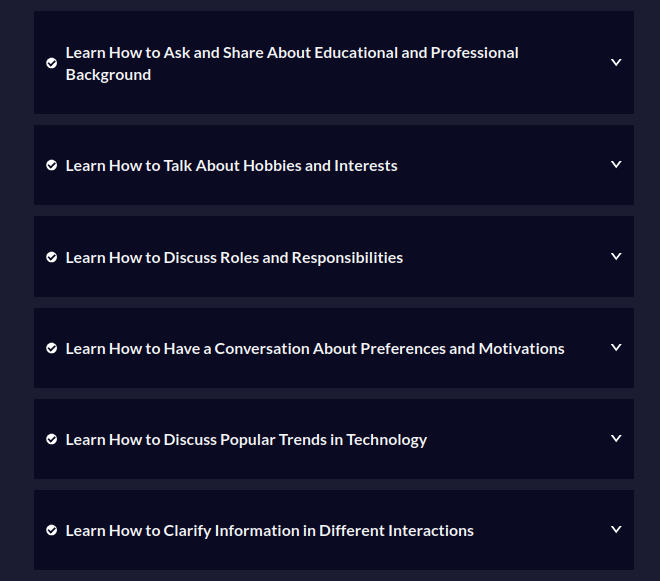 Learn How to Ask and Share About Educational and Professional
Background
Learn How to Talk About Hobbies and Interests
Learn How to Discuss Roles and Responsibilities
Learn How to Have a Conversation About Preferences and Motivations
Learn How to Discuss Popular Trends in Technology
Learn How to Clarify Information in Different Interactions